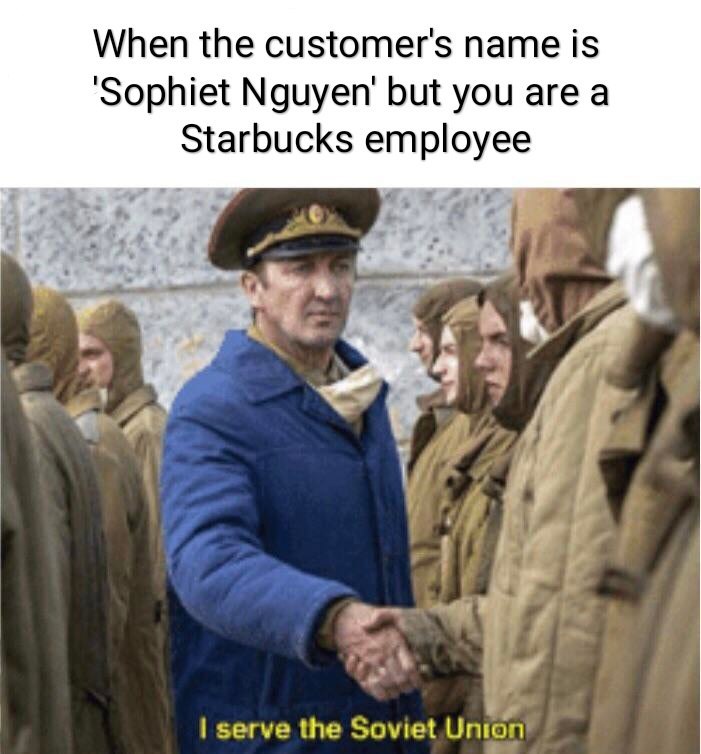 When the customer's name is
'Sophiet Nguyen' but you are a
Starbucks employee
I serve the Soviet Union